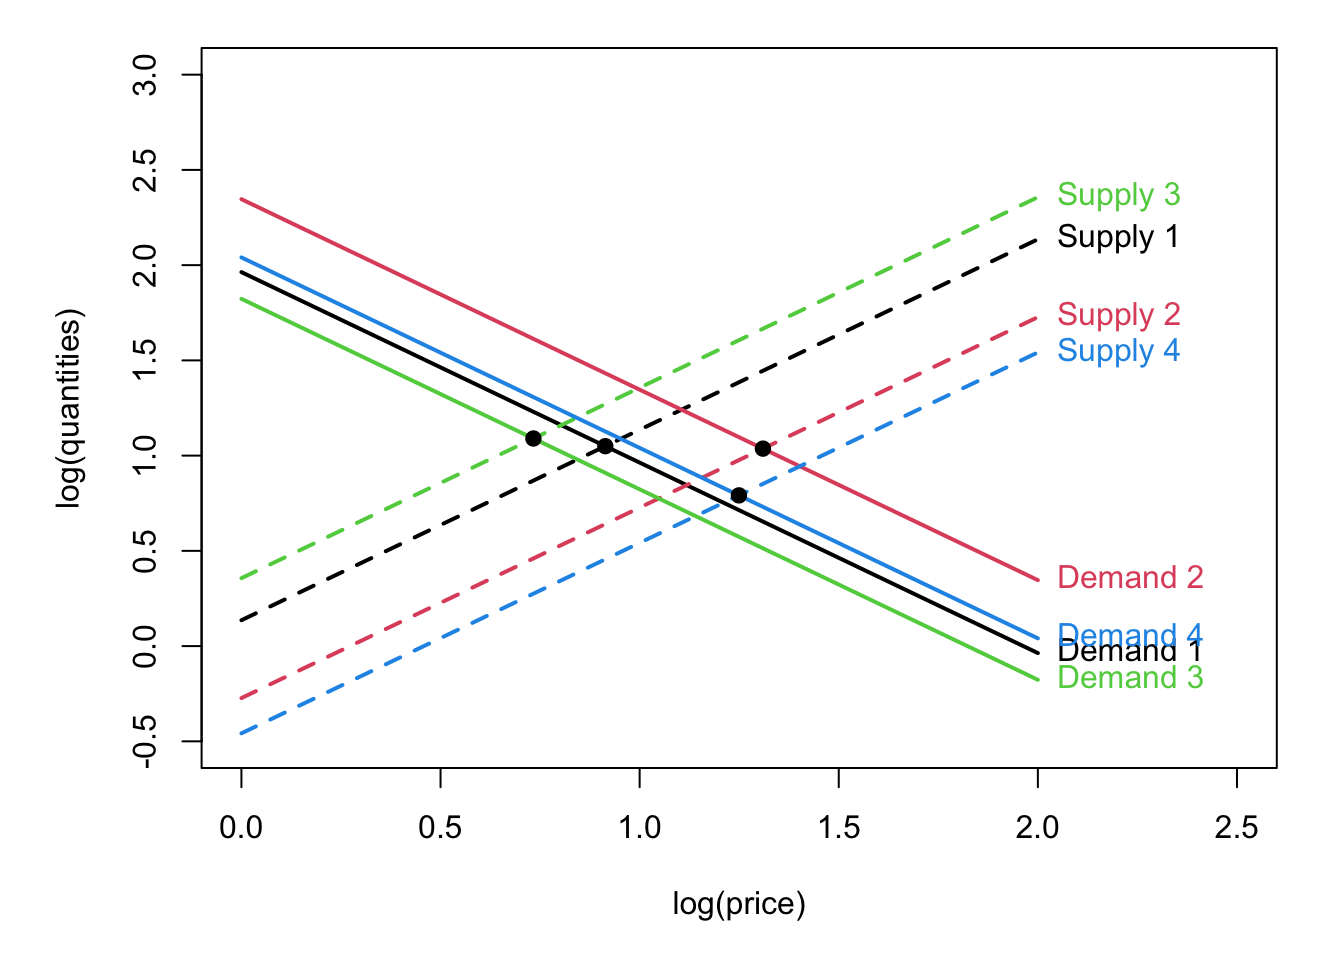 3.0
2.5
2.0
1.5
1.0
0.5
0.0
-0.5
log(quantities)
Supply 3
Supply 1
Supply 2
Supply 4
Demand 2
Demand 4
Demand 1
Demand 3
0.0 0.5 1.0 1.5 2.0 2.5
log(price)